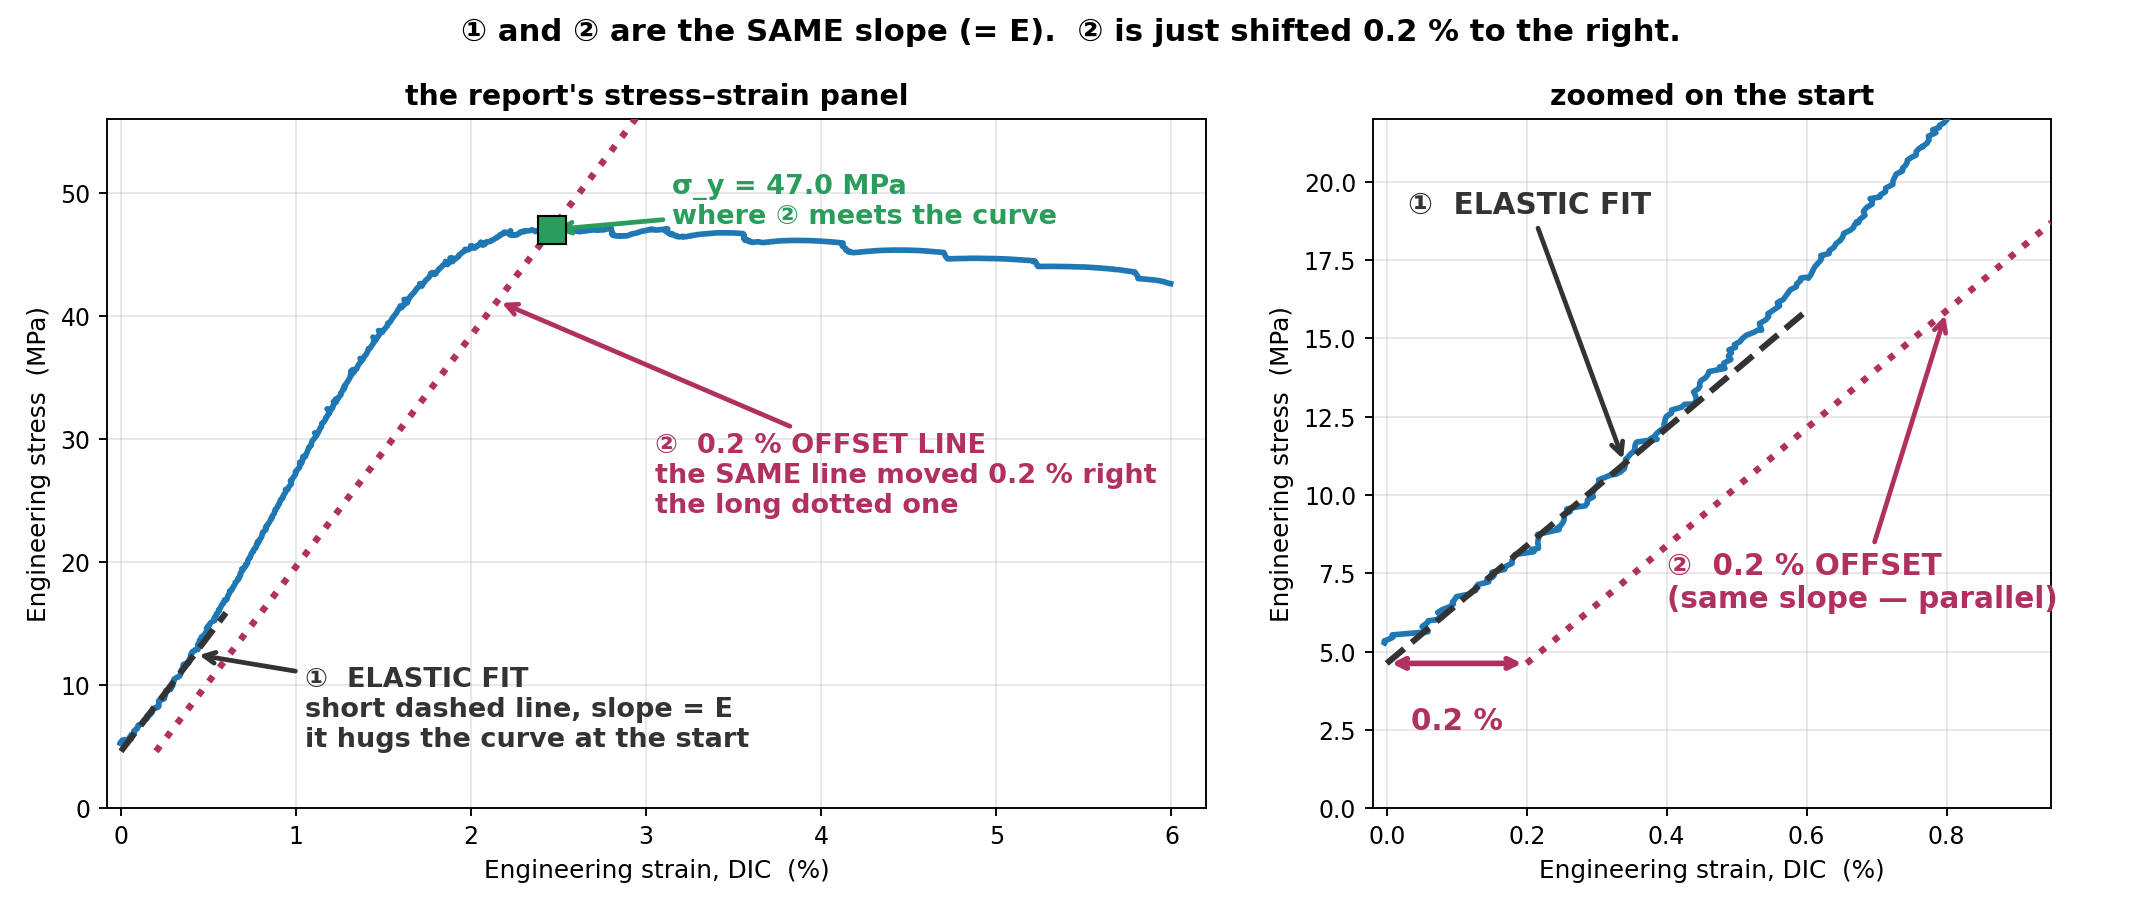 ① and ② are the SAME slope (= E).  ② is just shifted 0.2 % to the right.
the report's stress–strain panel
Engineering stress  (MPa)
50
40
30
20
10
0
σ_y = 47.0 MPa
where ② meets the curve
②  0.2 % OFFSET LINE
the SAME line moved 0.2 % right
the long dotted one
①  ELASTIC FIT
short dashed line, slope = E
it hugs the curve at the start
0
1
2
3
4
5
6
Engineering strain, DIC  (%)
zoomed on the start
Engineering stress  (MPa)
20.0
17.5
15.0
12.5
10.0
7.5
5.0
2.5
0.0
①  ELASTIC FIT
②  0.2 % OFFSET
(same slope — parallel)
0.2 %
0.0
0.2
0.4
0.6
0.8
Engineering strain, DIC  (%)